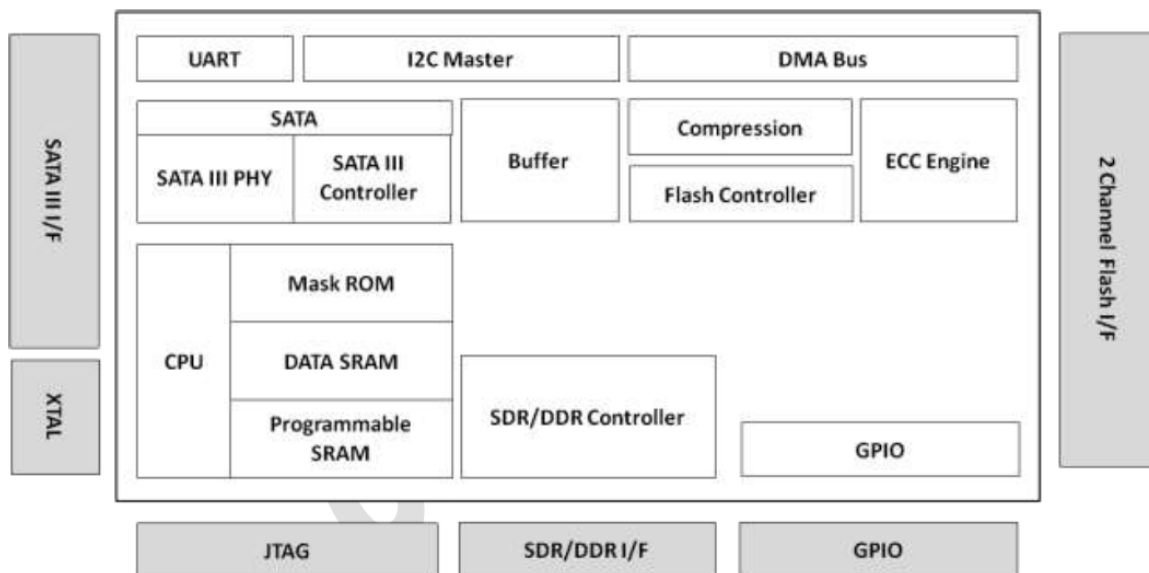 UART
I2C Master
DMA Bus
SATA
SATA III PHY
SATA III
Controller
Buffer
Compression
Flash Controller
ECC Engine
SATA III I/F
2 Channel Flash I/F
CPU
Mask ROM
DATA SRAM
Programmable
SRAM
SDR/DDR Controller
GPIO
XTAL
JTAG
SDR/DDR I/F
GPIO